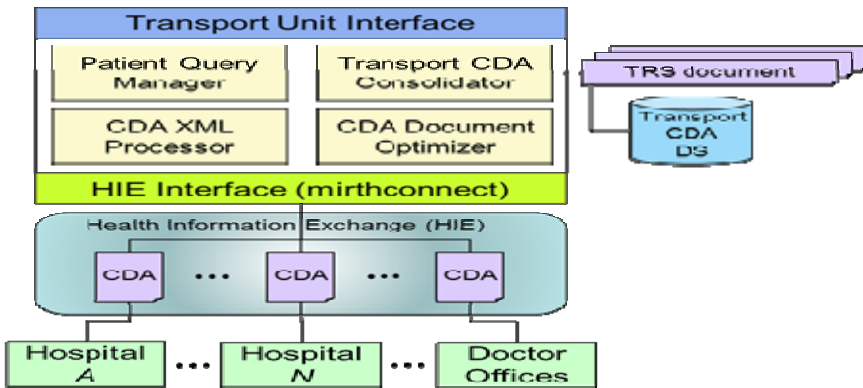 Transport Unit Interface
Patient Query
Manager
Transport CDA
Consolidator
TRS document
CDA XML
Processor
CDA Document
Optimizer
Transport
CDA
DS
HIE Interface (mirthconnect)
Health Information Exchange (HIE)
CDA
...
CDA
...
CDA
Hospital
A
...
Hospital
N
...
Doctor
Offices